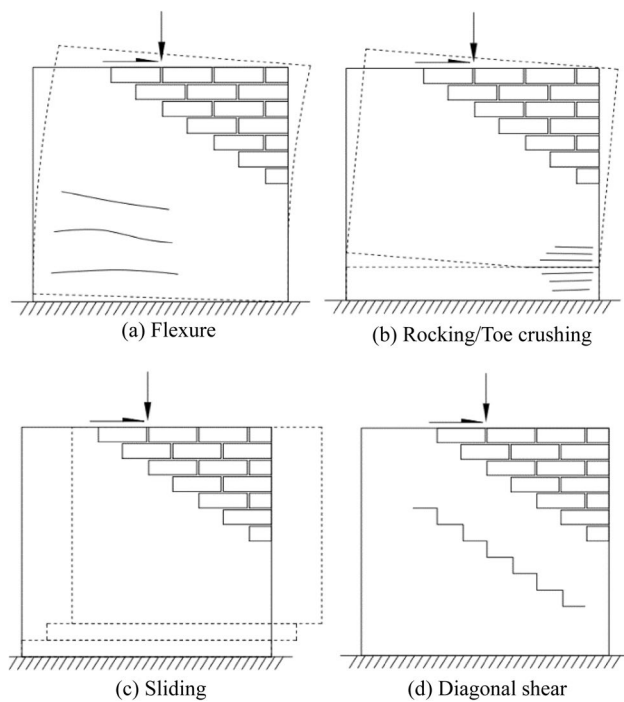 (a) Flexure
(b) Rocking/Toe crushing
(c) Sliding
(d) Diagonal shear